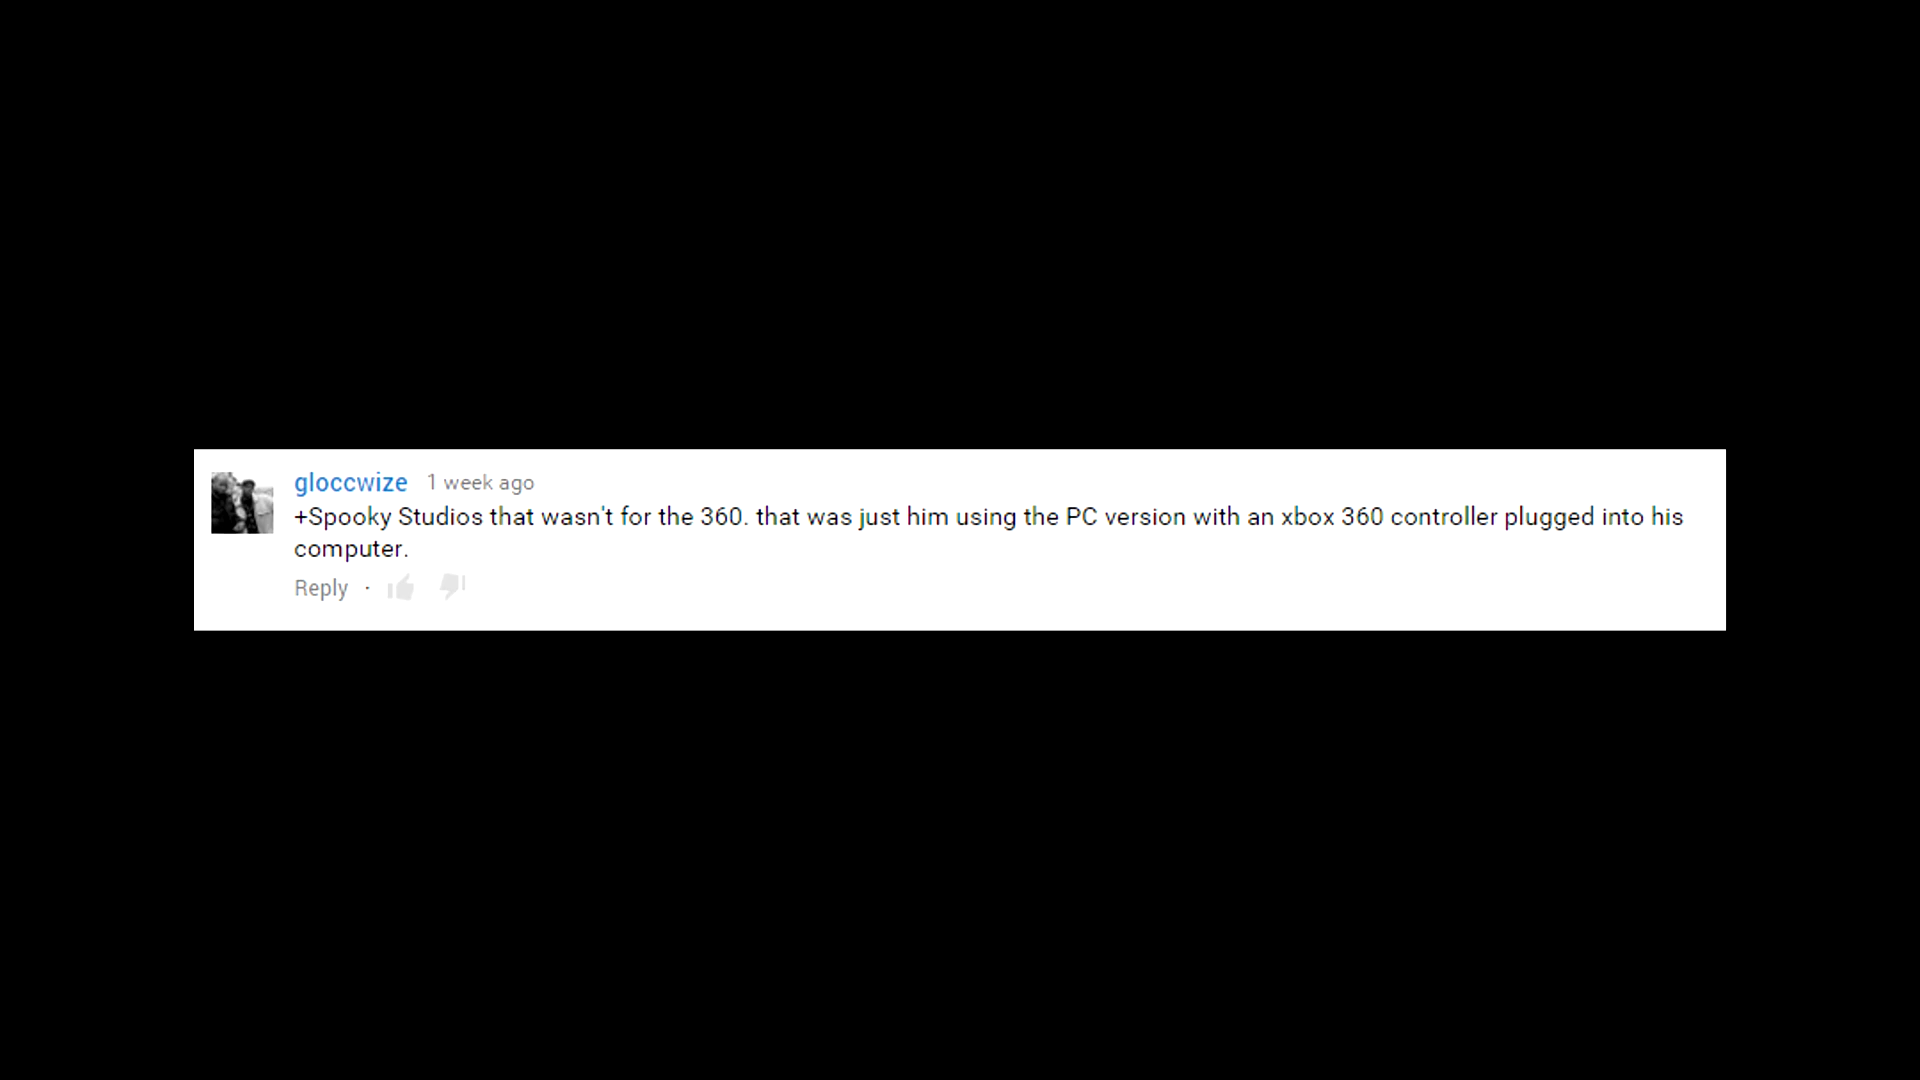 gloccwize 1 week ago
+Spooky Studios that wasn't for the 360. that was just him using the PC version with an xbox 360 controller plugged into his
computer.
Reply ·